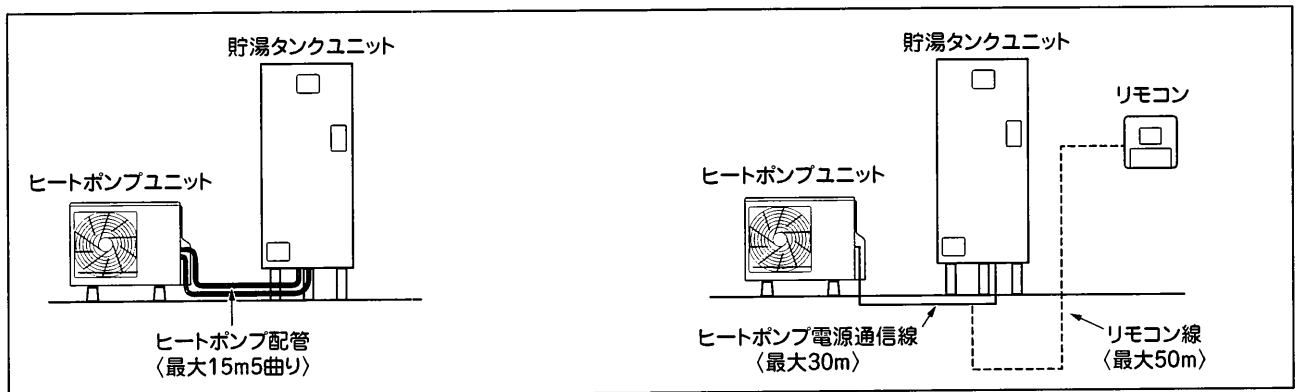 貯湯タンクユニット
ヒートポンプユニット
ヒートポンプ配管
〈最大15m5曲り〉
貯湯タンクユニット
リモコン
ヒートポンプユニット
ヒートポンプ電源通信線
〈最大30m〉
リモコン線
〈最大50m〉